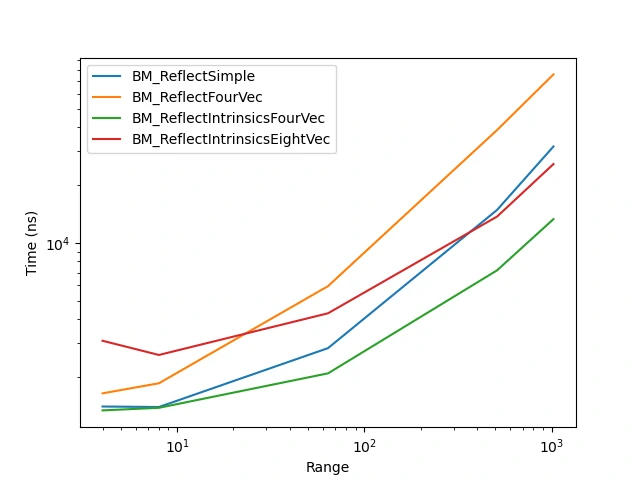 BM_ReflectSimple
BM_ReflectFourVec
BM_ReflectIntrinsicsFourVec
BM_ReflectIntrinsicsEightVec
Time (ns)
10⁴
10¹ 10² 10³
Range